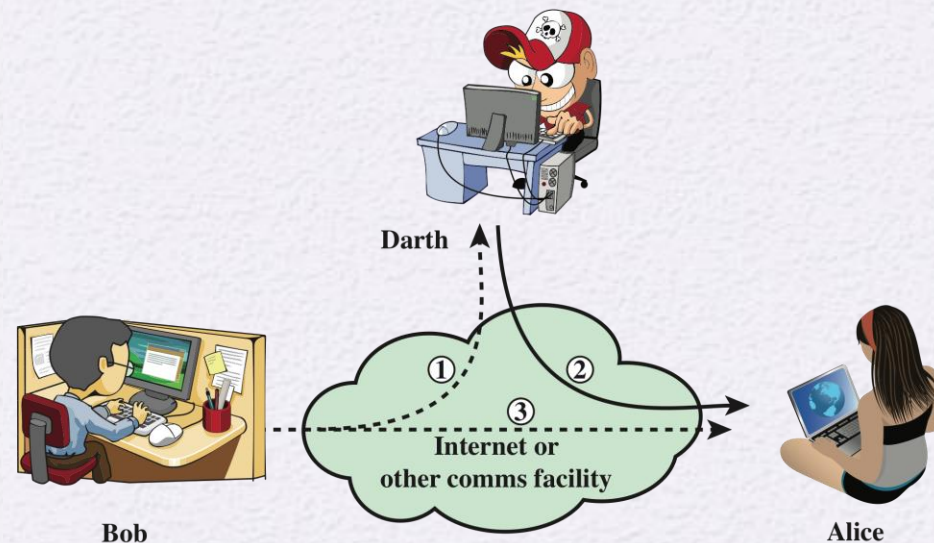 Darth
①
②
③
Internet or
other comms facility
Bob
Alice